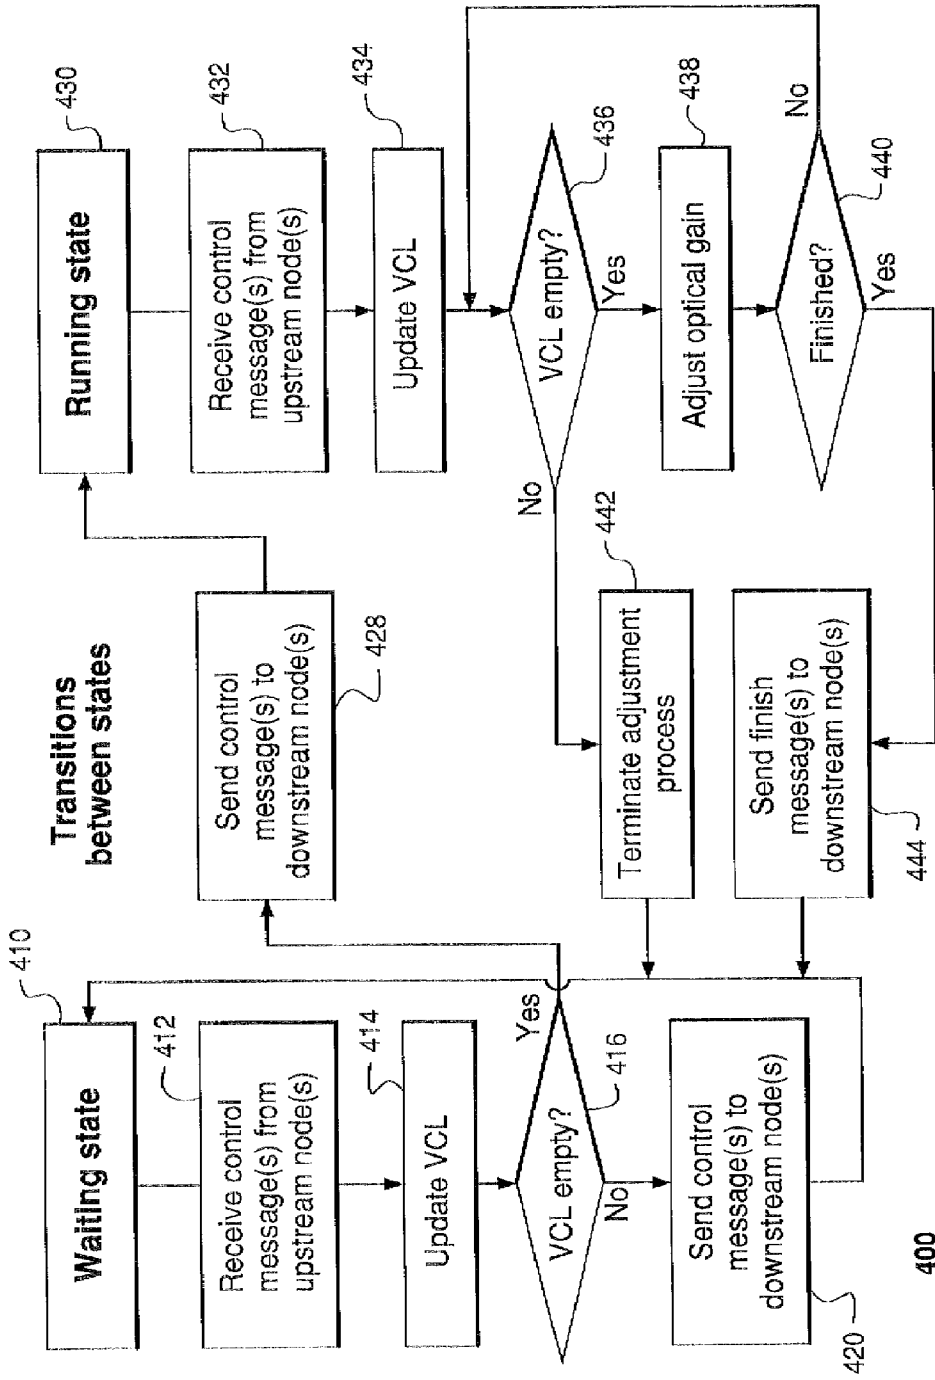 Transitions
between states
Waiting state
410
Receive control
message(s) from
upstream node(s)
412
Update VCL
414
VCL empty?
416
Yes
No
Send control
message(s) to
downstream node(s)
420
Send control
message(s) to
downstream node(s)
428
Running state
430
Receive control
message(s) from
upstream node(s)
432
Update VCL
434
VCL empty?
436
No
Yes
Adjust optical gain
438
Finished?
440
No
Yes
Terminate adjustment
process
442
Send finish
message(s) to
downstream node(s)
444
400